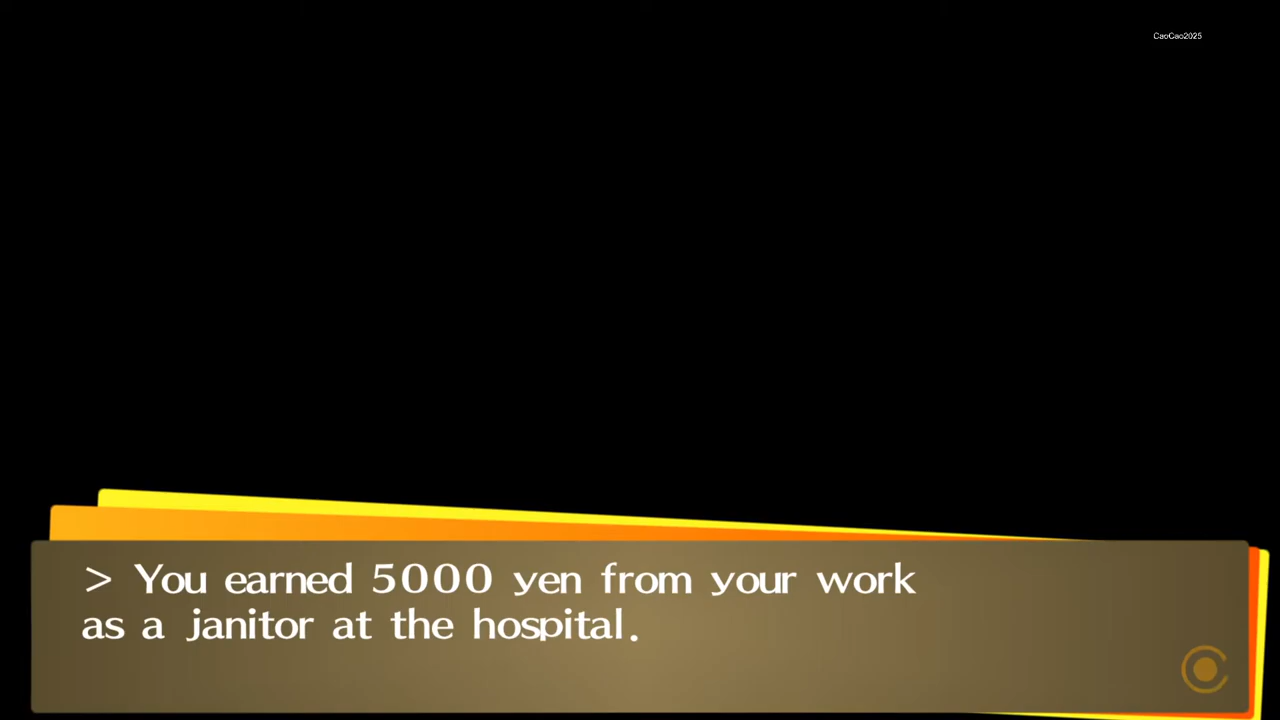 CaoCao2025
> You earned 5000 yen from your work
as a janitor at the hospital.